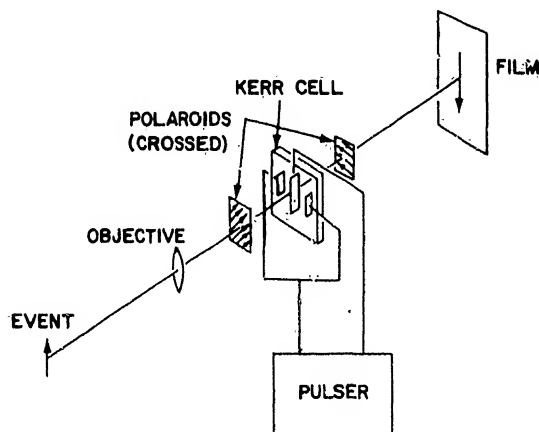 FILM
KERR CELL
POLAROIDS
(CROSSED)
OBJECTIVE
EVENT
PULSER